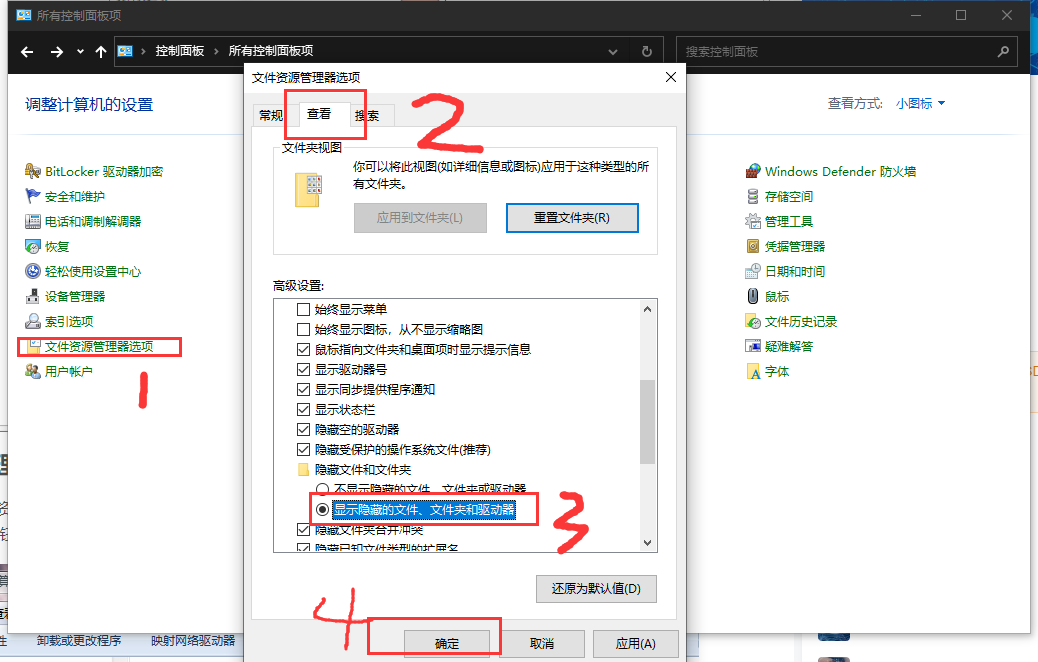 所有控制面板项
控制面板 › 所有控制面板项
搜索控制面板
调整计算机的设置
查看方式: 小图标
BitLocker 驱动器加密
安全和维护
电话和调制解调器
恢复
轻松使用设置中心
设备管理器
索引选项
文件资源管理器选项
用户帐户
1
文件资源管理器选项
常规 查看 搜索
2
文件夹视图
你可以将此视图(如详细信息或图标)应用于这种类型的所
有文件夹。
应用到文件夹(L) 重置文件夹(R)
高级设置:
始终显示菜单
始终显示图标，从不显示缩略图
鼠标指向文件夹和桌面项时显示提示信息
显示驱动器号
显示同步提供程序通知
显示状态栏
隐藏空的驱动器
隐藏受保护的操作系统文件(推荐)
隐藏文件和文件夹
不显示隐藏的文件、文件夹或驱动器
显示隐藏的文件、文件夹和驱动器
3
隐藏文件夹合并冲突
隐藏已知文件类型的扩展名
还原为默认值(D)
4
确定 取消 应用(A)
Windows Defender 防火墙
存储空间
管理工具
凭据管理器
日期和时间
鼠标
文件历史记录
疑难解答
字体
卸载或更改程序 映射网络驱动器